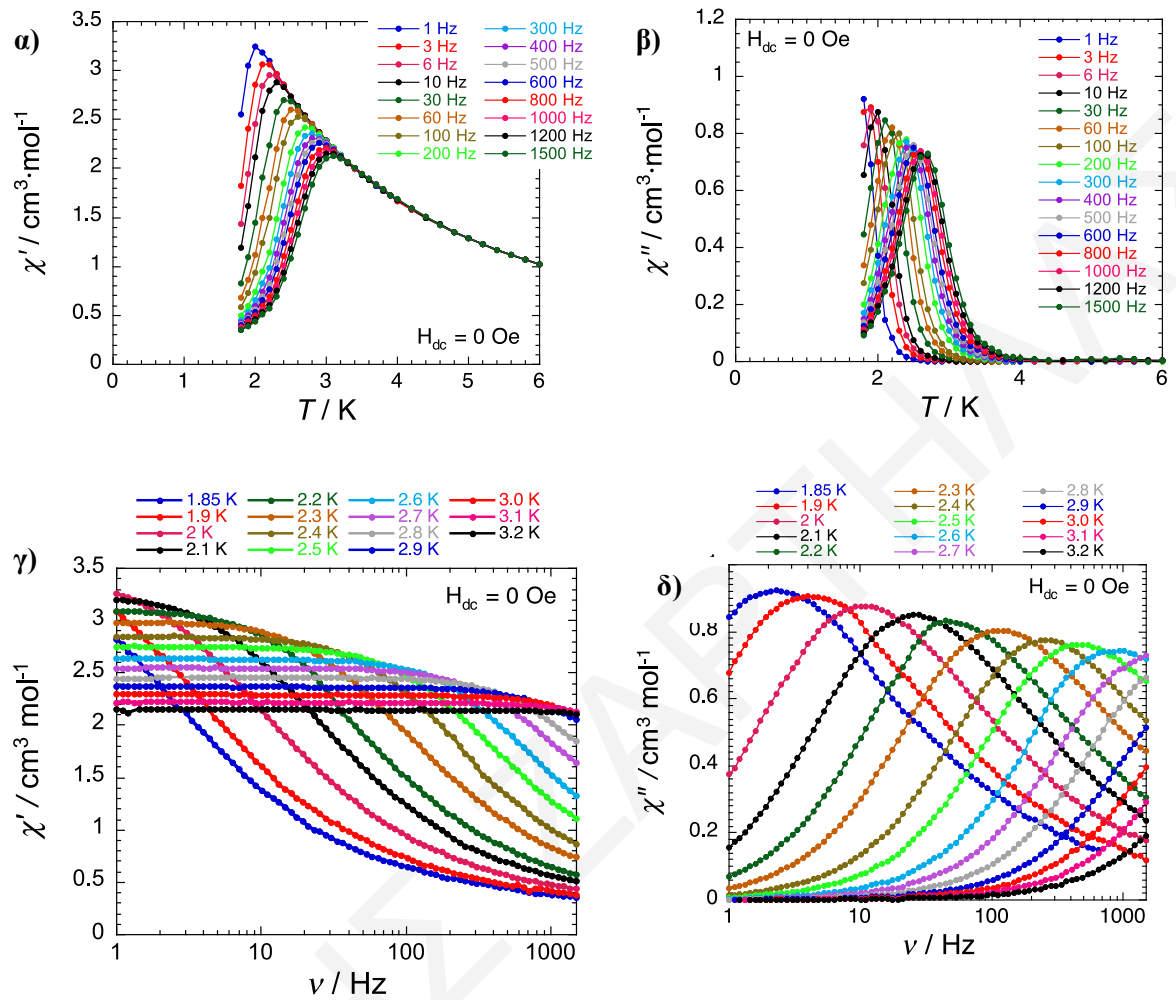 α)
3.5
3
2.5
2
1.5
1
0.5
0
χ′ / cm³·mol⁻¹
1 Hz
3 Hz
6 Hz
10 Hz
30 Hz
60 Hz
100 Hz
200 Hz
300 Hz
400 Hz
500 Hz
600 Hz
800 Hz
1000 Hz
1200 Hz
1500 Hz
H_dc = 0 Oe
0 1 2 3 4 5 6
T / K
β)
1.2
1
0.8
0.6
0.4
0.2
0
χ″ / cm³·mol⁻¹
H_dc = 0 Oe
1 Hz
3 Hz
6 Hz
10 Hz
30 Hz
60 Hz
100 Hz
200 Hz
300 Hz
400 Hz
500 Hz
600 Hz
800 Hz
1000 Hz
1200 Hz
1500 Hz
0 2 4 6
T / K
γ)
1.85 K
1.9 K
2 K
2.1 K
2.2 K
2.3 K
2.4 K
2.5 K
2.6 K
2.7 K
2.8 K
2.9 K
3.0 K
3.1 K
3.2 K
3.5
3
2.5
2
1.5
1
0.5
0
χ′ / cm³ mol⁻¹
H_dc = 0 Oe
1 10 100 1000
ν / Hz
δ)
1.85 K
1.9 K
2 K
2.1 K
2.2 K
2.3 K
2.4 K
2.5 K
2.6 K
2.7 K
2.8 K
2.9 K
3.0 K
3.1 K
3.2 K
1
0.8
0.6
0.4
0.2
0
χ″ / cm³ mol⁻¹
H_dc = 0 Oe
1 10 100 1000
ν / Hz